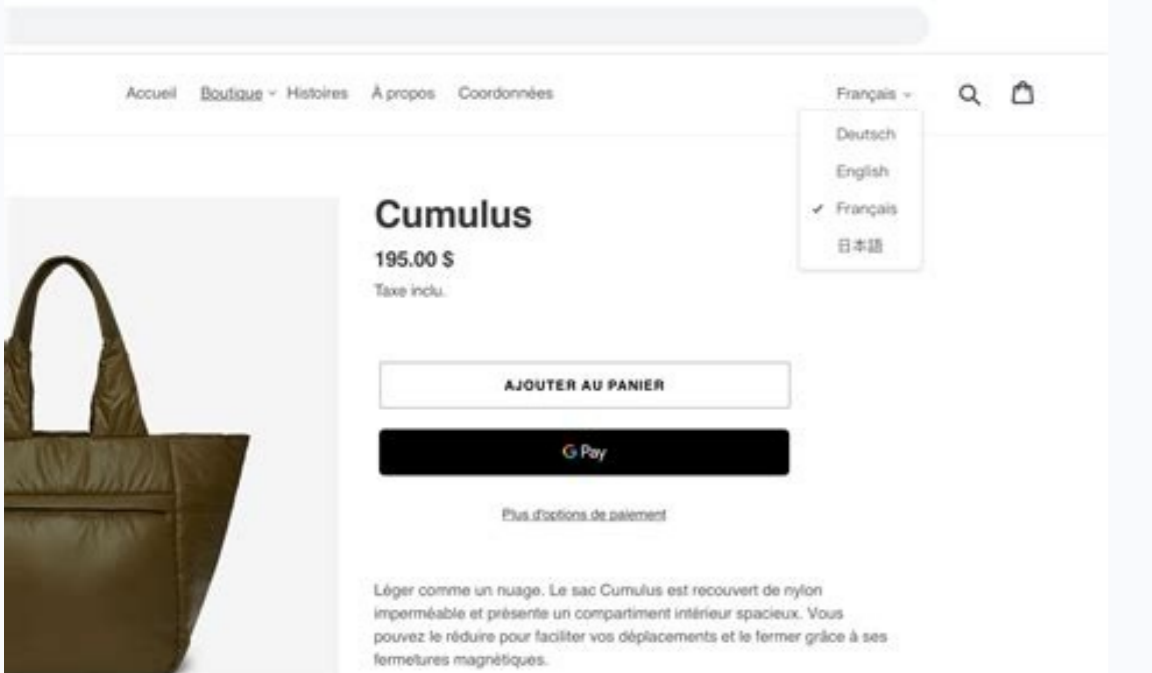 Accueil Boutique Histoires À propos Coordonnées Français
Deutsch
English
Français
日本語
Cumulus
195.00 $
Taxe inclu.
AJOUTER AU PANIER
G Pay
Plus d'options de paiement
Léger comme un nuage. Le sac Cumulus est recouvert de nylon
imperméable et présente un compartiment intérieur spacieux. Vous
pouvez le réduire pour faciliter vos déplacements et le fermer grâce à ses
fermetures magnétiques.